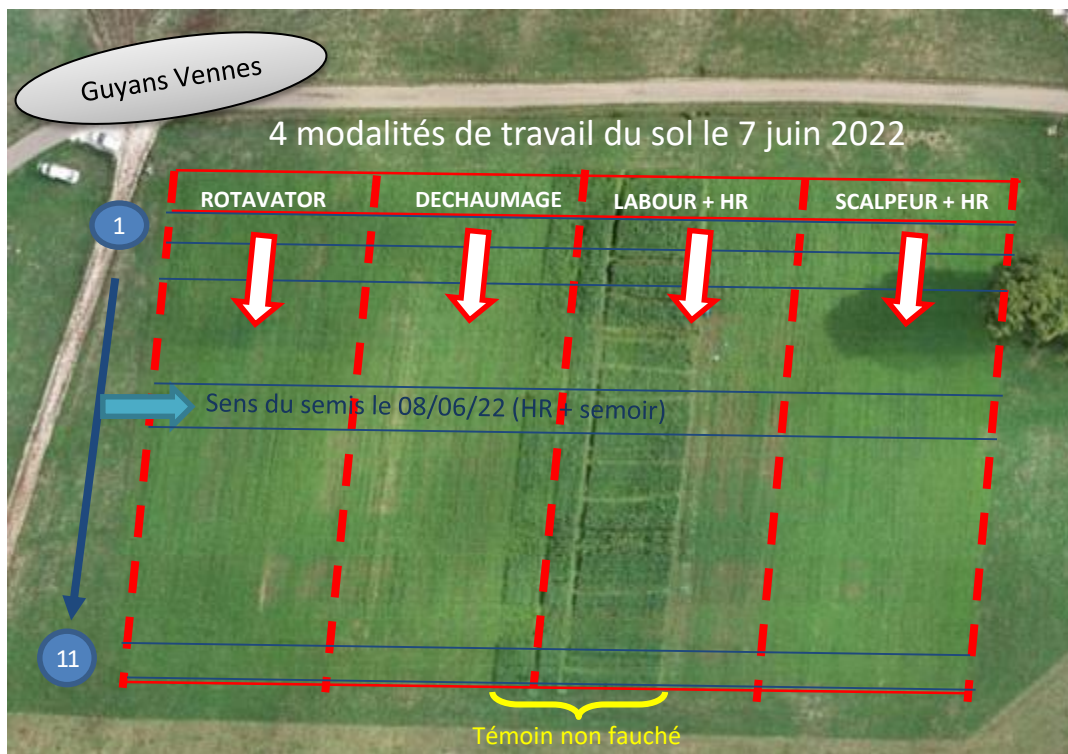 Guyans Vennes
4 modalités de travail du sol le 7 juin 2022
ROTAVATOR
DECHAUMAGE
LABOUR + HR
SCALPEUR + HR
1
Sens du semis le 08/06/22 (HR + semoir)
11
Témoin non fauché